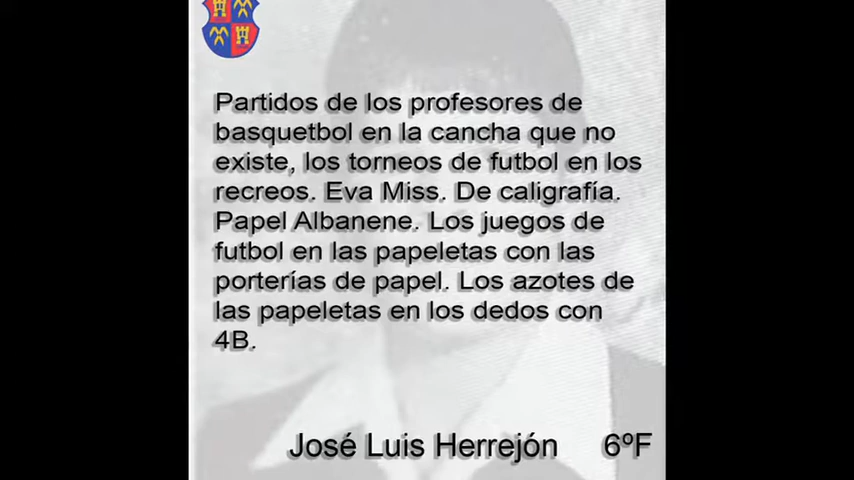 Partidos de los profesores de
basquetbol en la cancha que no
existe, los torneos de futbol en los
recreos. Eva Miss. De caligrafía.
Papel Albanene. Los juegos de
futbol en las papeletas con las
porterías de papel. Los azotes de
las papeletas en los dedos con
4B.
José Luis Herrejón 6ºF